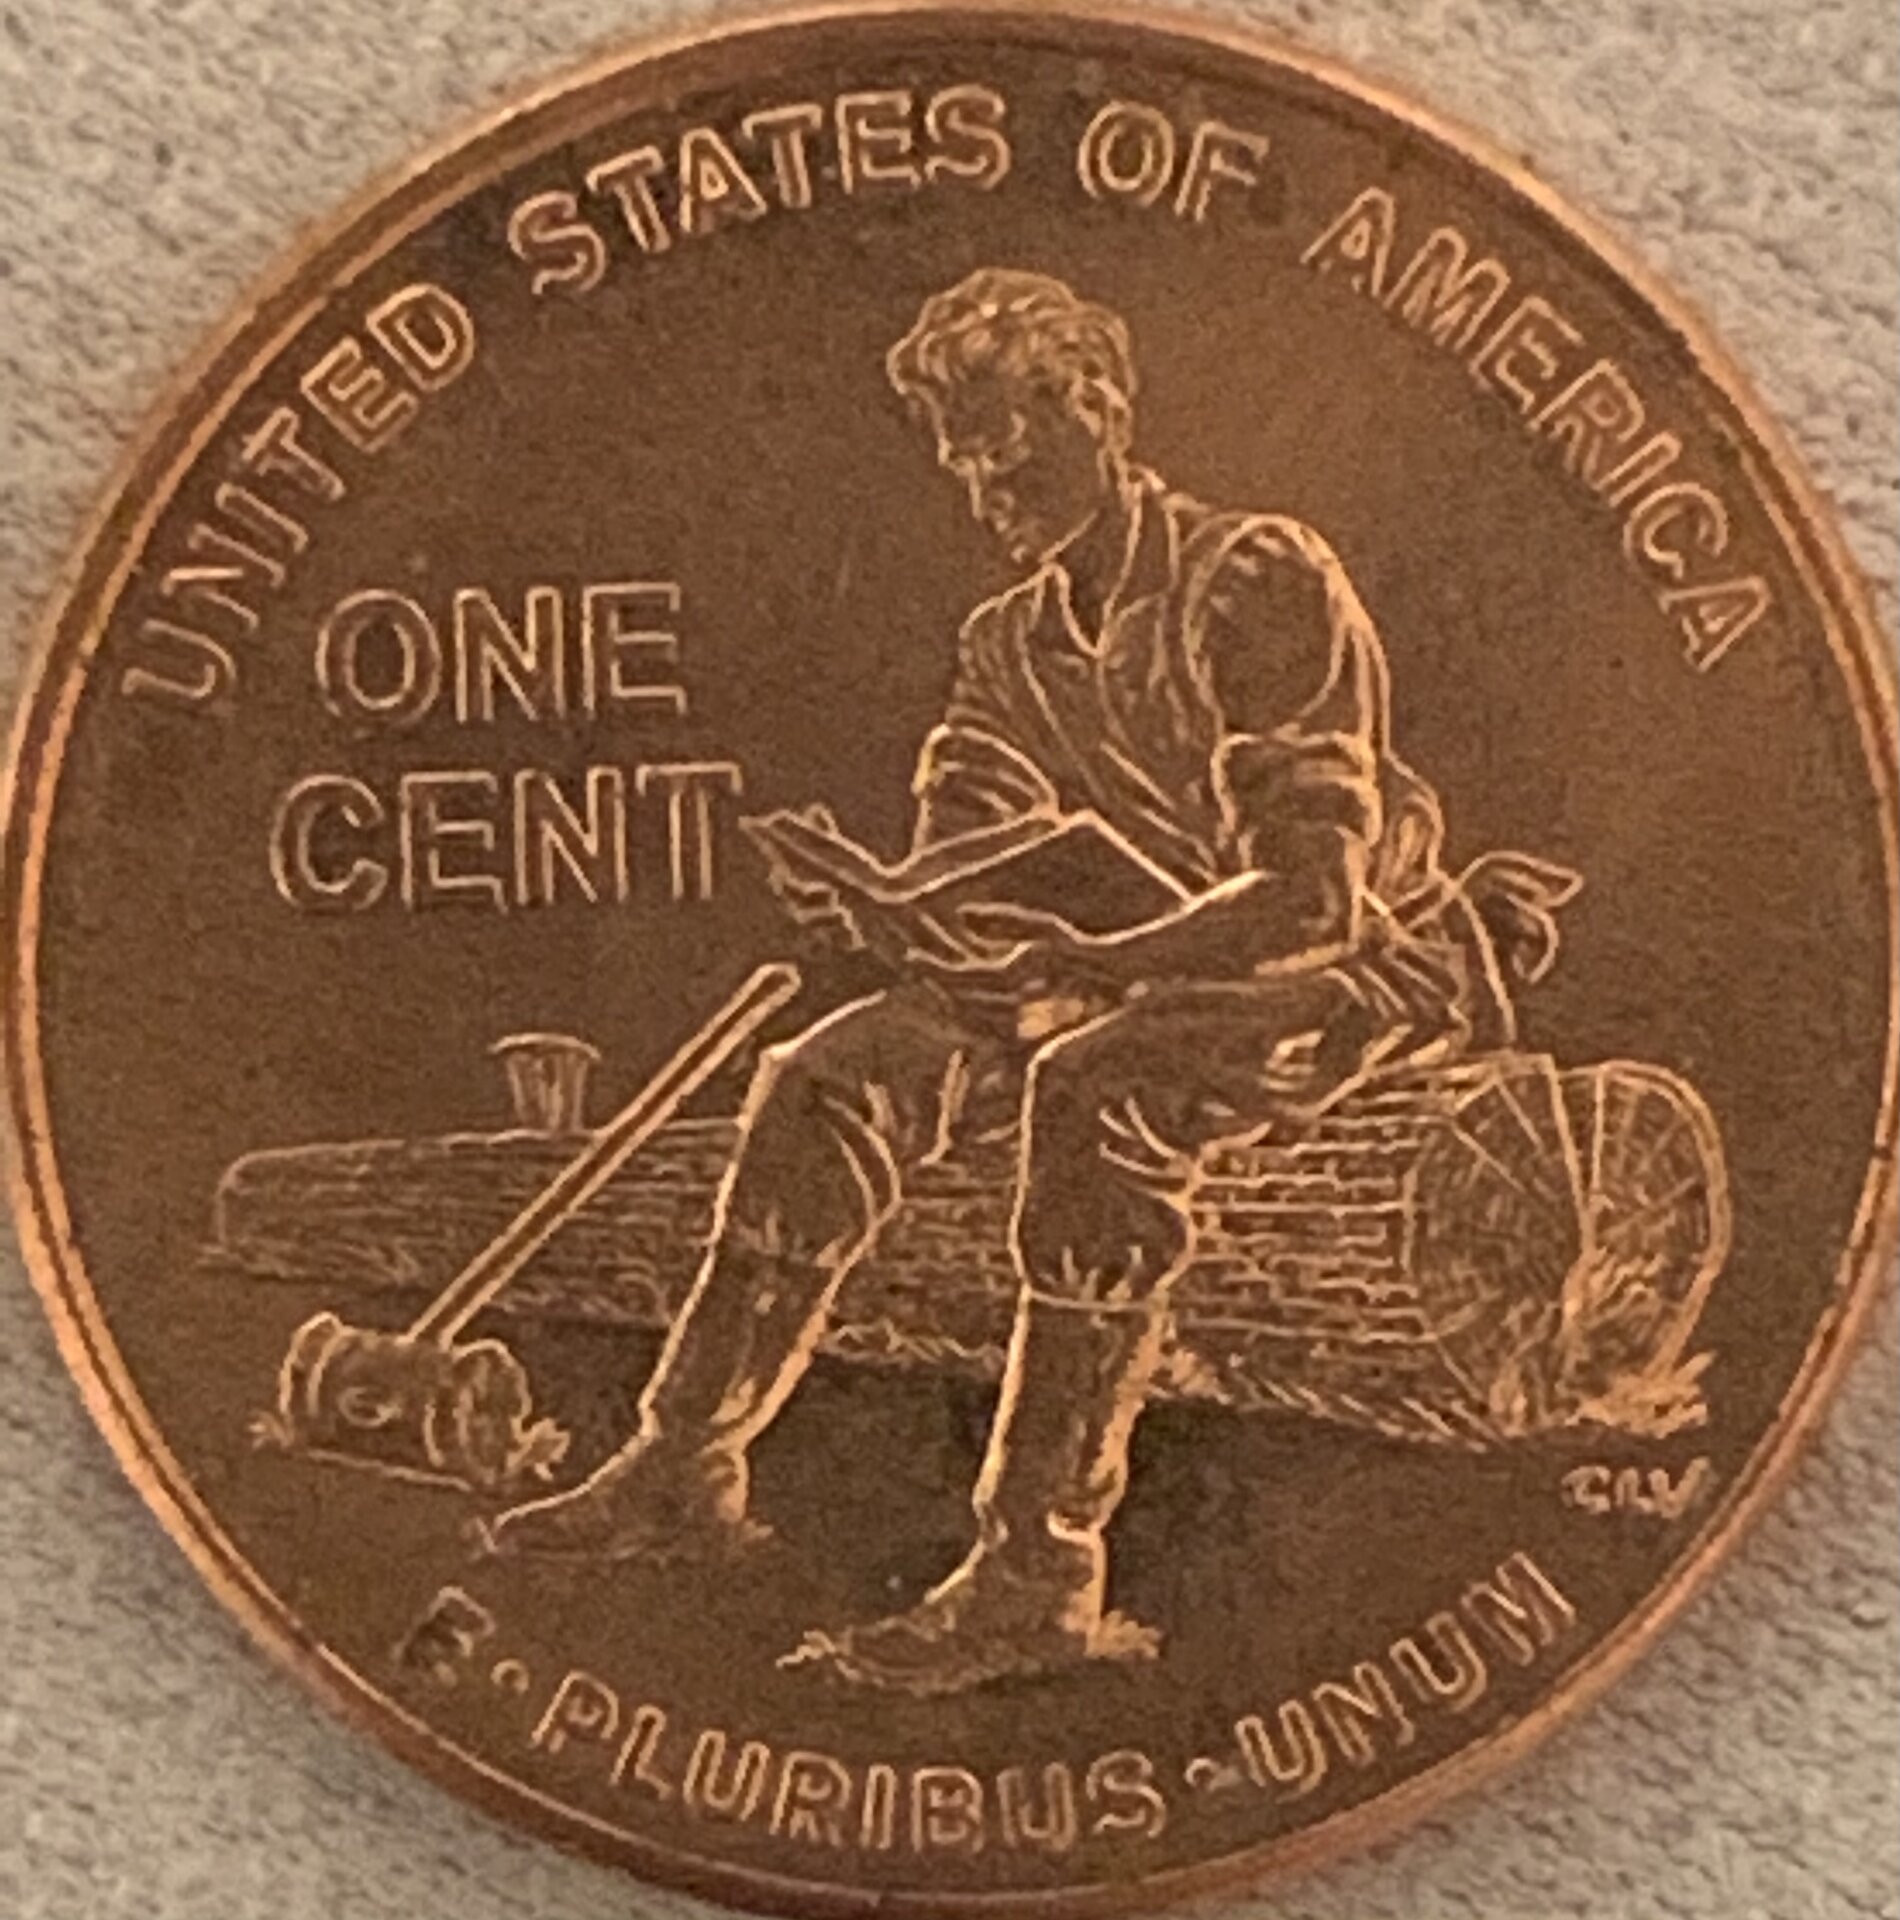 UNITED STATES OF AMERICA
ONE
CENT
E·PLURIBUS·UNUM